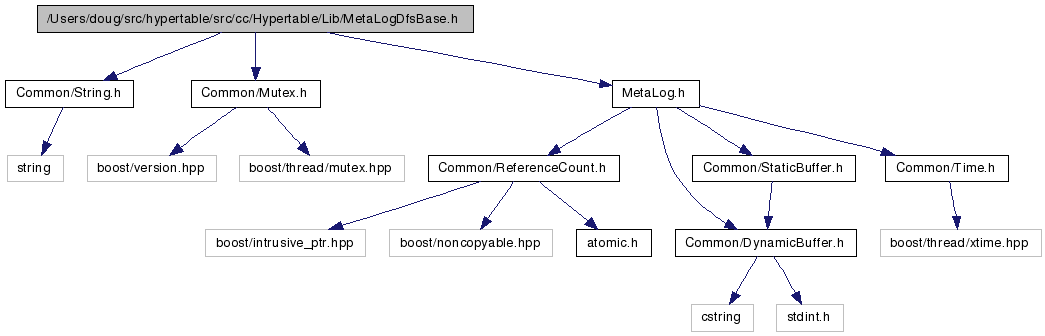 /Users/doug/src/hypertable/src/cc/Hypertable/Lib/MetaLogDfsBase.h
Common/String.h
Common/Mutex.h
MetaLog.h
string
boost/version.hpp
boost/thread/mutex.hpp
Common/ReferenceCount.h
Common/StaticBuffer.h
Common/Time.h
boost/intrusive_ptr.hpp
boost/noncopyable.hpp
atomic.h
Common/DynamicBuffer.h
boost/thread/xtime.hpp
cstring
stdint.h